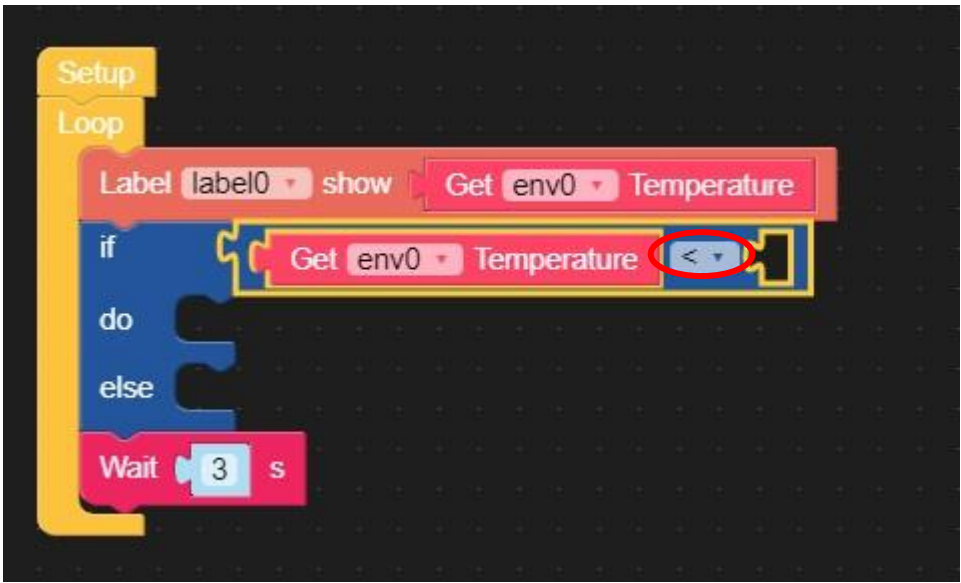 Setup
Loop
Label label0 show Get env0 Temperature
if Get env0 Temperature <
do
else
Wait 3 s